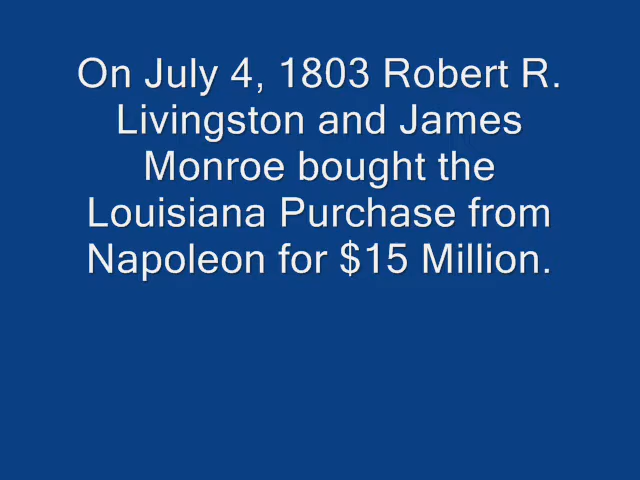 On July 4, 1803 Robert R.
Livingston and James
Monroe bought the
Louisiana Purchase from
Napoleon for $15 Million.